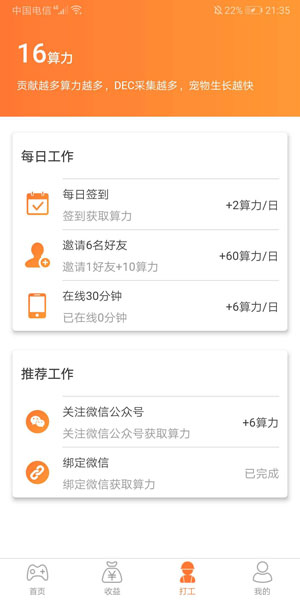 中国电信 4G 22% 21:35
16算力
贡献越多算力越多，DEC采集越多，宠物生长越快
每日工作
每日签到
签到获取算力
+2算力/日
邀请6名好友
邀请1好友+10算力
+60算力/日
在线30分钟
已在线0分钟
+6算力/日
推荐工作
关注微信公众号
关注微信公众号获取算力
+6算力
绑定微信
绑定微信获取算力
已完成
首页 收益 打工 我的